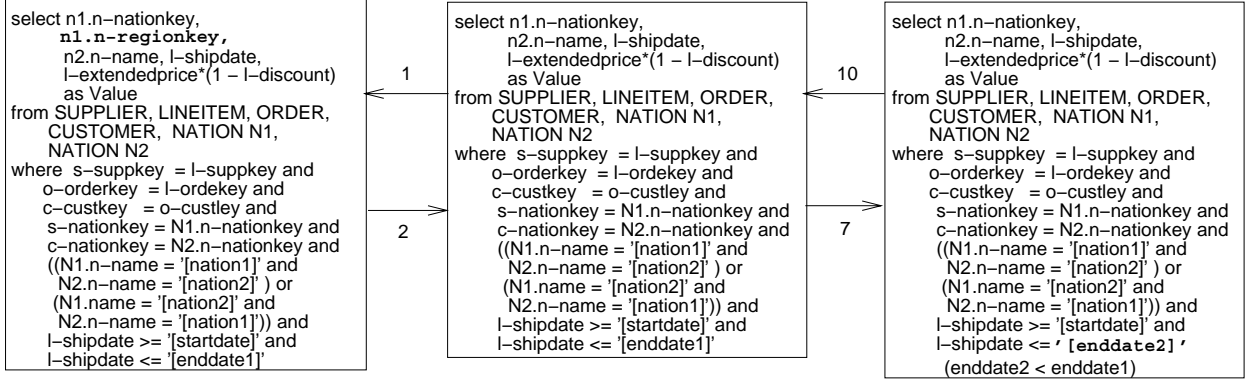 select n1.n−nationkey,
n1.n-regionkey,
n2.n−name, l−shipdate,
l−extendedprice*(1 − l−discount)
as Value
from SUPPLIER, LINEITEM, ORDER,
CUSTOMER, NATION N1,
NATION N2
where s−suppkey = l−suppkey and
o−orderkey = l−ordekey and
c−custkey = o−custley and
s−nationkey = N1.n−nationkey and
c−nationkey = N2.n−nationkey and
((N1.n−name = '[nation1]' and
N2.n−name = '[nation2]' ) or
(N1.name = '[nation2]' and
N2.n−name = '[nation1]')) and
l−shipdate >= '[startdate]' and
l−shipdate <= '[enddate1]'
1
2
select n1.n−nationkey,
n2.n−name, l−shipdate,
l−extendedprice*(1 − l−discount)
as Value
from SUPPLIER, LINEITEM, ORDER,
CUSTOMER, NATION N1,
NATION N2
where s−suppkey = l−suppkey and
o−orderkey = l−ordekey and
c−custkey = o−custley and
s−nationkey = N1.n−nationkey and
c−nationkey = N2.n−nationkey and
((N1.n−name = '[nation1]' and
N2.n−name = '[nation2]' ) or
(N1.name = '[nation2]' and
N2.n−name = '[nation1]')) and
l−shipdate >= '[startdate]' and
l−shipdate <= '[enddate1]'
10
7
select n1.n−nationkey,
n2.n−name, l−shipdate,
l−extendedprice*(1 − l−discount)
as Value
from SUPPLIER, LINEITEM, ORDER,
CUSTOMER, NATION N1,
NATION N2
where s−suppkey = l−suppkey and
o−orderkey = l−ordekey and
c−custkey = o−custley and
s−nationkey = N1.n−nationkey and
c−nationkey = N2.n−nationkey and
((N1.n−name = '[nation1]' and
N2.n−name = '[nation2]' ) or
(N1.name = '[nation2]' and
N2.n−name = '[nation1]')) and
l−shipdate >= '[startdate]' and
l−shipdate <= '[enddate2]'
(enddate2 < enddate1)